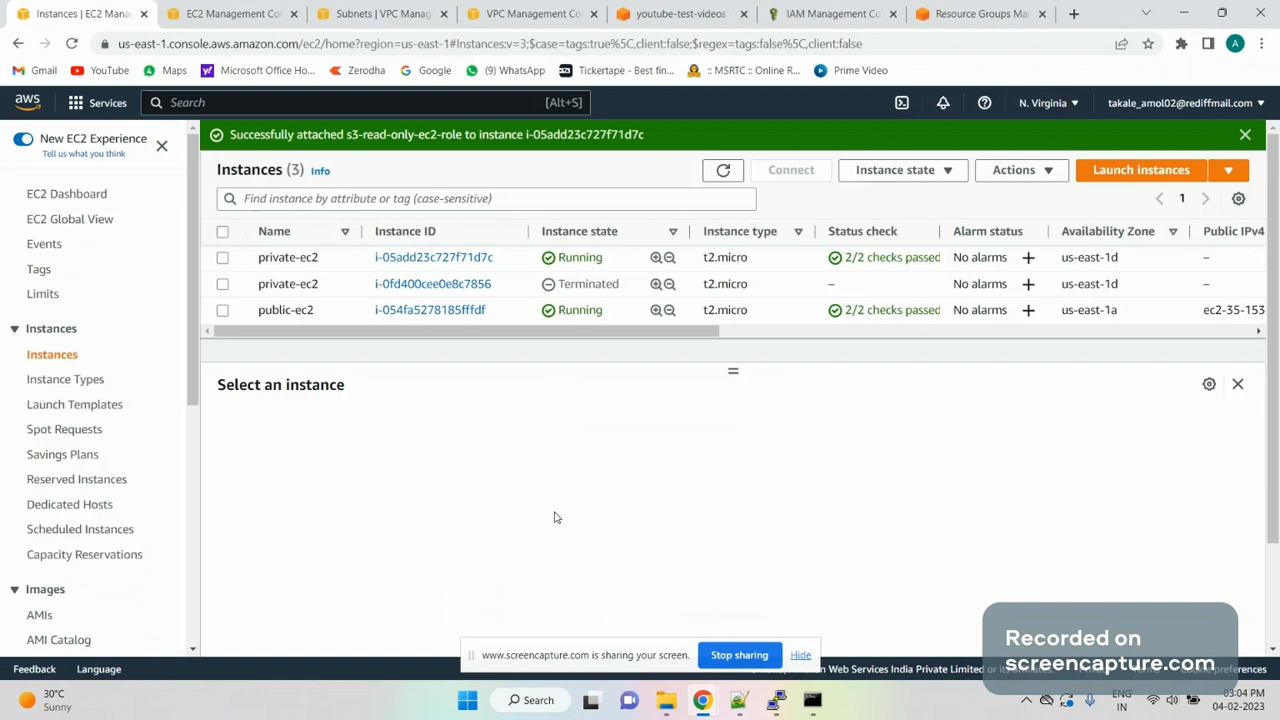 Instances | EC2 Manag
EC2 Management Con
Subnets | VPC Manage
VPC Management Co
youtube-test-videos -
IAM Management Co
Resource Groups Ma
us-east-1.console.aws.amazon.com/ec2/home?region=us-east-1#Instances:v=3;$case=tags:true%5C,client:false;$regex=tags:false%5C,client:false
A
Gmail
YouTube
Maps
Microsoft Office Ho...
Zerodha
Google
(9) WhatsApp
Tickertape - Best fin...
:: MSRTC :: Online R...
Prime Video
aws
Services
Search
[Alt+S]
N. Virginia
takale_amol02@rediffmail.com
New EC2 Experience
Tell us what you think
Successfully attached s3-read-only-ec2-role to instance i-05add23c727f71d7c
Instances (3) Info
Connect
Instance state
Actions
Launch instances
Find instance by attribute or tag (case-sensitive)
1
Name Instance ID Instance state Instance type Status check Alarm status Availability Zone Public IPv4
private-ec2 i-05add23c727f71d7c Running t2.micro 2/2 checks passed No alarms + us-east-1d –
private-ec2 i-0fd400cee0e8c7856 Terminated t2.micro – No alarms + us-east-1d –
public-ec2 i-054fa5278185fffdf Running t2.micro 2/2 checks passed No alarms + us-east-1a ec2-35-153
Select an instance
EC2 Dashboard
EC2 Global View
Events
Tags
Limits
Instances
Instances
Instance Types
Launch Templates
Spot Requests
Savings Plans
Reserved Instances
Dedicated Hosts
Scheduled Instances
Capacity Reservations
Images
AMIs
AMI Catalog
www.screencapture.com is sharing your screen.
Stop sharing
Hide
Recorded on
screencapture.com
Feedback
Language
on Web Services India Private Limited or its
preferences
30°C
Sunny
Search
ENG
IN
03:04 PM
04-02-2023